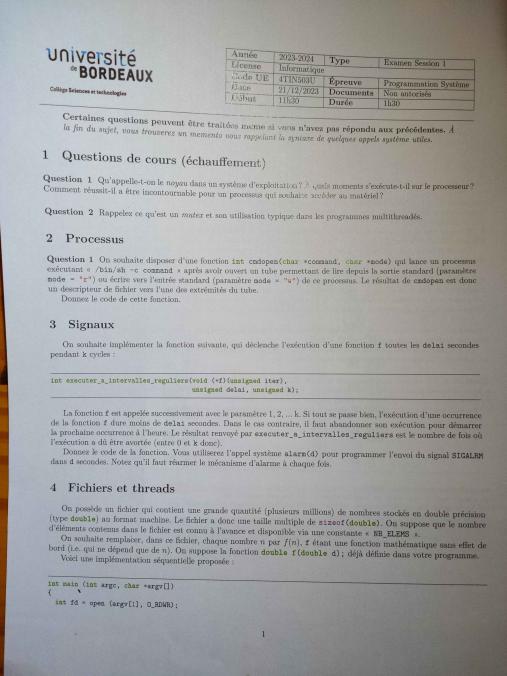 université
de BORDEAUX
Collège Sciences et technologies
Année 2023-2024 Type Examen Session 1
License Informatique
Code UE 4TIN503U Épreuve Programmation Système
Date 21/12/2023 Documents Non autorisés
Début 11h30 Durée 1h30
Certaines questions peuvent être traitées même si vous n'avez pas répondu aux précédentes. À
la fin du sujet, vous trouverez un memento vous rappelant la syntaxe de quelques appels système utiles.
1 Questions de cours (échauffement)
Question 1 Qu'appelle-t-on le noyau dans un système d'exploitation ? À quels moments s'exécute-t-il sur le processeur ?
Comment réussit-il a être incontournable pour un processus qui souhaite accéder au matériel ?
Question 2 Rappelez ce qu'est un mutex et son utilisation typique dans les programmes multithreadés.
2 Processus
Question 1 On souhaite disposer d'une fonction int cmdopen(char *command, char *mode) qui lance un processus
exécutant « /bin/sh -c command » après avoir ouvert un tube permettant de lire depuis la sortie standard (paramètre
mode = "r") ou écrire vers l'entrée standard (paramètre mode = "w") de ce processus. Le résultat de cmdopen est donc
un descripteur de fichier vers l'une des extrémités du tube.
Donnez le code de cette fonction.
3 Signaux
On souhaite implémenter la fonction suivante, qui déclenche l'exécution d'une fonction f toutes les delai secondes
pendant k cycles :
int executer_a_intervalles_reguliers(void (*f)(unsigned iter),
unsigned delai, unsigned k);
La fonction f est appelée successivement avec le paramètre 1, 2, ... k. Si tout se passe bien, l'exécution d'une occurrence
de la fonction f dure moins de delai secondes. Dans le cas contraire, il faut abandonner son exécution pour démarrer
la prochaine occurrence à l'heure. Le résultat renvoyé par executer_a_intervalles_reguliers est le nombre de fois où
l'exécution a dû être avortée (entre 0 et k donc).
Donnez le code de la fonction. Vous utiliserez l'appel système alarm(d) pour programmer l'envoi du signal SIGALRM
dans d secondes. Notez qu'il faut réarmer le mécanisme d'alarme à chaque fois.
4 Fichiers et threads
On possède un fichier qui contient une grande quantité (plusieurs millions) de nombres stockés en double précision
(type double) au format machine. Le fichier a donc une taille multiple de sizeof(double). On suppose que le nombre
d'éléments contenus dans le fichier est connu à l'avance et disponible via une constante « NB_ELEMS ».
On souhaite remplacer, dans ce fichier, chaque nombre n par f(n), f étant une fonction mathématique sans effet de
bord (i.e. qui ne dépend que de n). On suppose la fonction double f(double d); déjà définie dans votre programme.
Voici une implémentation séquentielle proposée :
int main (int argc, char *argv[])
{
int fd = open (argv[1], O_RDWR);
1